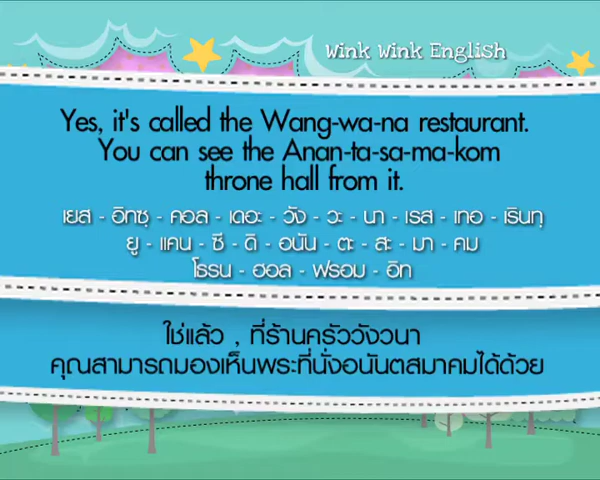 Wink Wink English
Yes, it's called the Wang-wa-na restaurant.
You can see the Anan-ta-sa-ma-kom
throne hall from it.
เยส - อิทซฺ - คอล - เดอะ - วัง - วะ - นา - เรส - เทอ - เรินทฺ
ยู - แคน - ซี - ดิ - อนัน - ตะ - สะ - มา - คม
โธรน - ฮอล - ฟรอม - อิท
ใช่แล้ว , ที่ร้านครัววังวนา
คุณสามารถมองเห็นพระที่นั่งอนันตสมาคมได้ด้วย